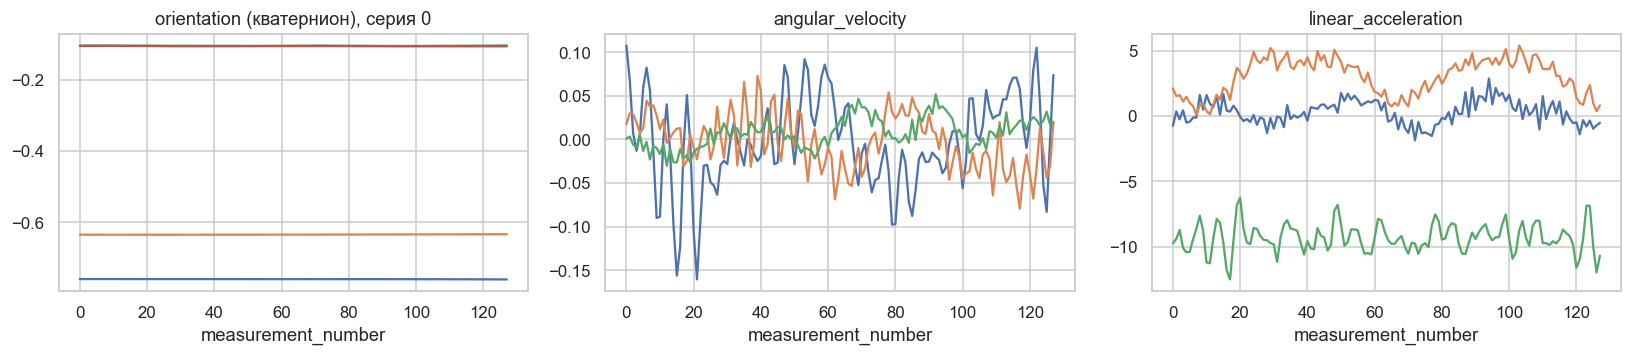 orientation (кватернион), серия 0
−0.2
−0.4
−0.6
0 20 40 60 80 100 120
measurement_number
angular_velocity
0.10
0.05
0.00
−0.05
−0.10
−0.15
0 20 40 60 80 100 120
measurement_number
linear_acceleration
5
0
−5
−10
0 20 40 60 80 100 120
measurement_number